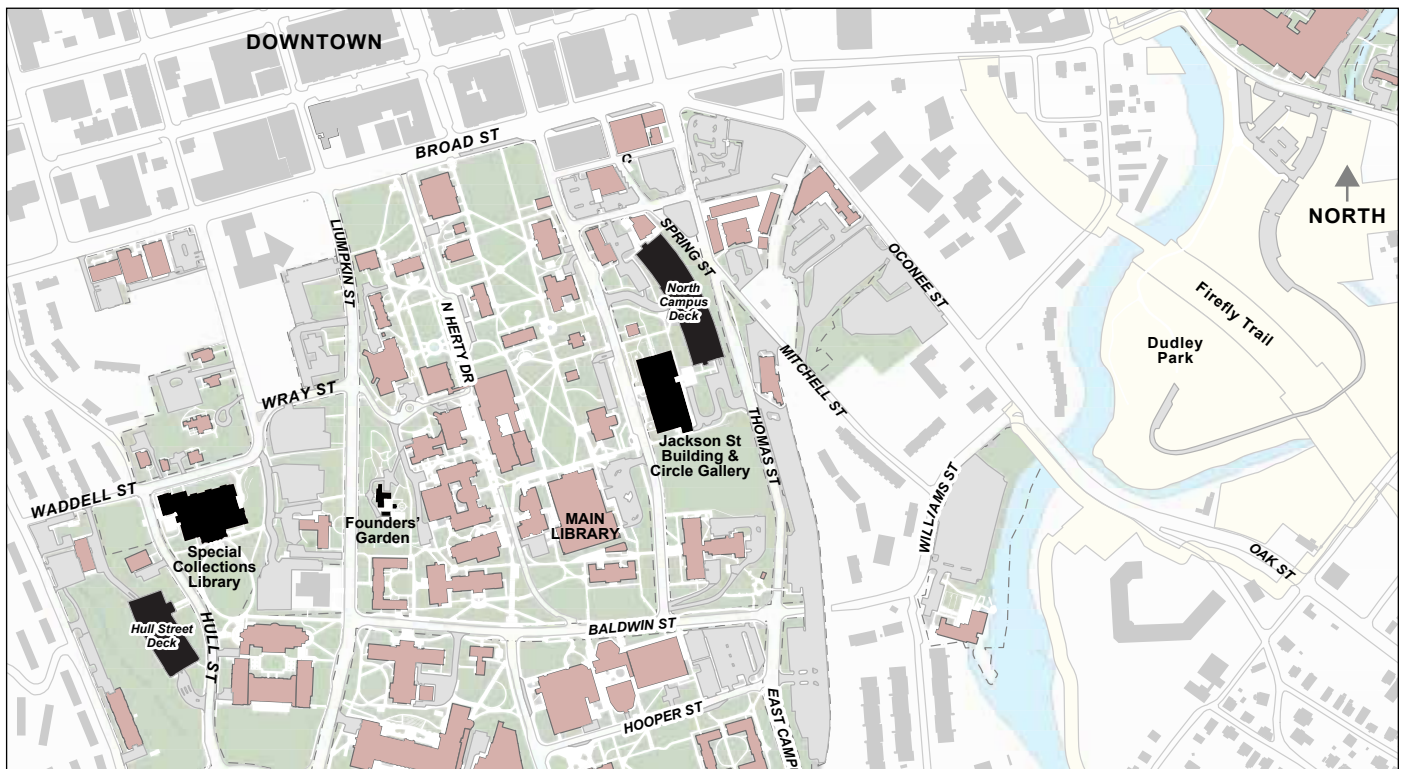 DOWNTOWN
BROAD ST
LIUMPKIN ST
N HERTY DR
SPRING ST
North
Campus
Deck
OCONEE ST
NORTH
Firefly Trail
Dudley
Park
MITCHELL ST
WRAY ST
THOMAS ST
Jackson St
Building &
Circle Gallery
WADDELL ST
Founders'
Garden
MAIN
LIBRARY
WILLIAMS ST
Special
Collections
Library
OAK ST
Hull Street
Deck
HULL ST
BALDWIN ST
HOOPER ST
EAST CAMP